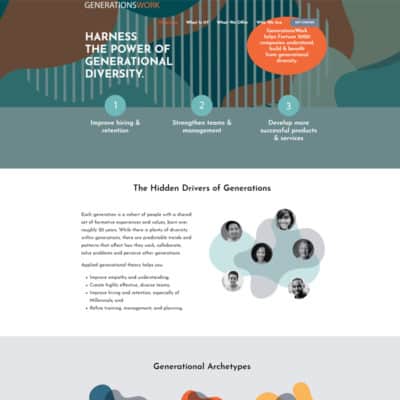 GENERATIONSWORK
What Is It? What We Offer Who We Are
HARNESS
THE POWER OF
GENERATIONAL
DIVERSITY.
GenerationsWork
helps Fortune 1000
companies understand,
build & benefit
from generational
diversity.
1
Improve hiring &
retention
2
Strengthen teams &
management
3
Develop more
successful products
& services
The Hidden Drivers of Generations
Each generation is a cohort of people with a shared
set of formative experiences and values, born over
roughly 20 years. While there is plenty of diversity
within generations, there are predictable trends and
patterns that affect how they work, collaborate,
solve problems and perceive other generations.
Applied generational theory helps you:
Improve empathy and understanding;
Create highly effective, diverse teams;
Improve hiring and retention, especially of
Millennials; and
Refine training, management, and planning.
Generational Archetypes